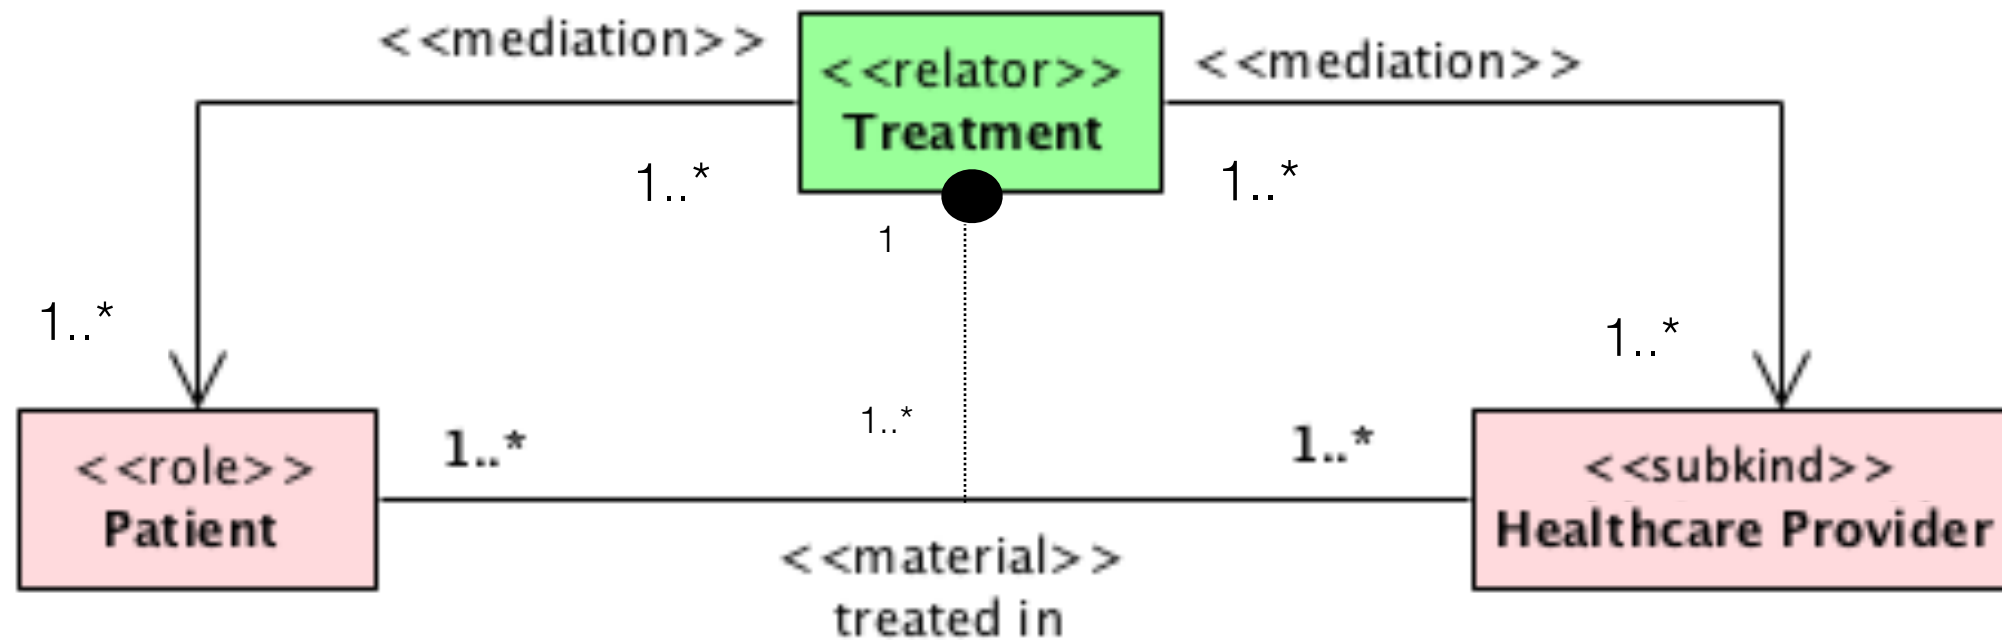 <<mediation>>
<<relator>>
Treatment
<<mediation>>
1..*
1..*
1
1..*
1..*
1..*
<<role>>
Patient
1..*
1..*
<<subkind>>
Healthcare Provider
<<material>>
treated in